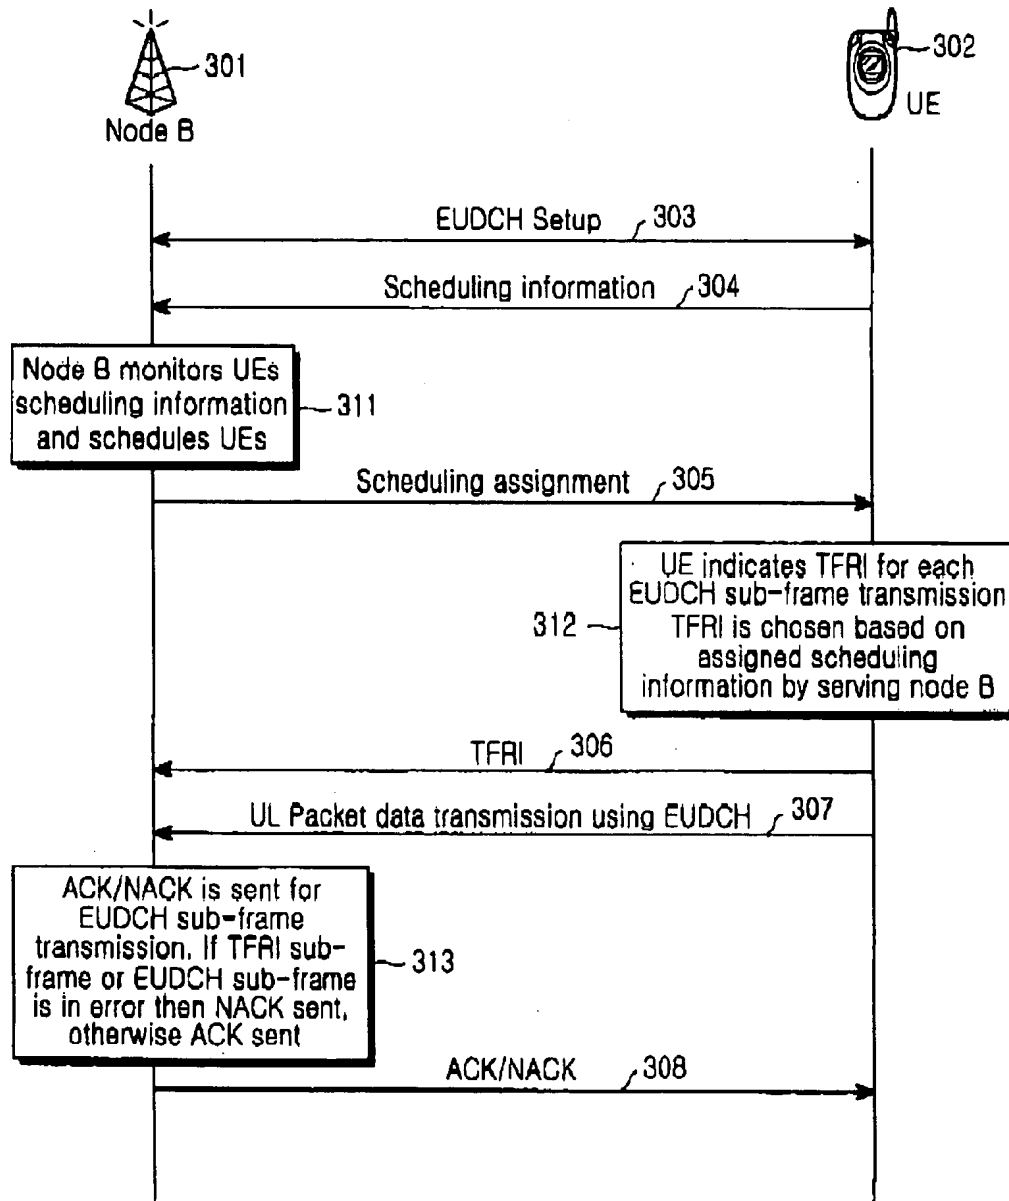 301
Node B
302
UE
EUDCH Setup
303
Scheduling information
304
Node B monitors UEs
scheduling information
and schedules UEs
311
Scheduling assignment
305
UE indicates TFRI for each
EUDCH sub-frame transmission
TFRI is chosen based on
assigned scheduling
information by serving node B
312
TFRI
306
UL Packet data transmission using EUDCH
307
ACK/NACK is sent for
EUDCH sub-frame
transmission. If TFRI sub-
frame or EUDCH sub-frame
is in error then NACK sent,
otherwise ACK sent
313
ACK/NACK
308